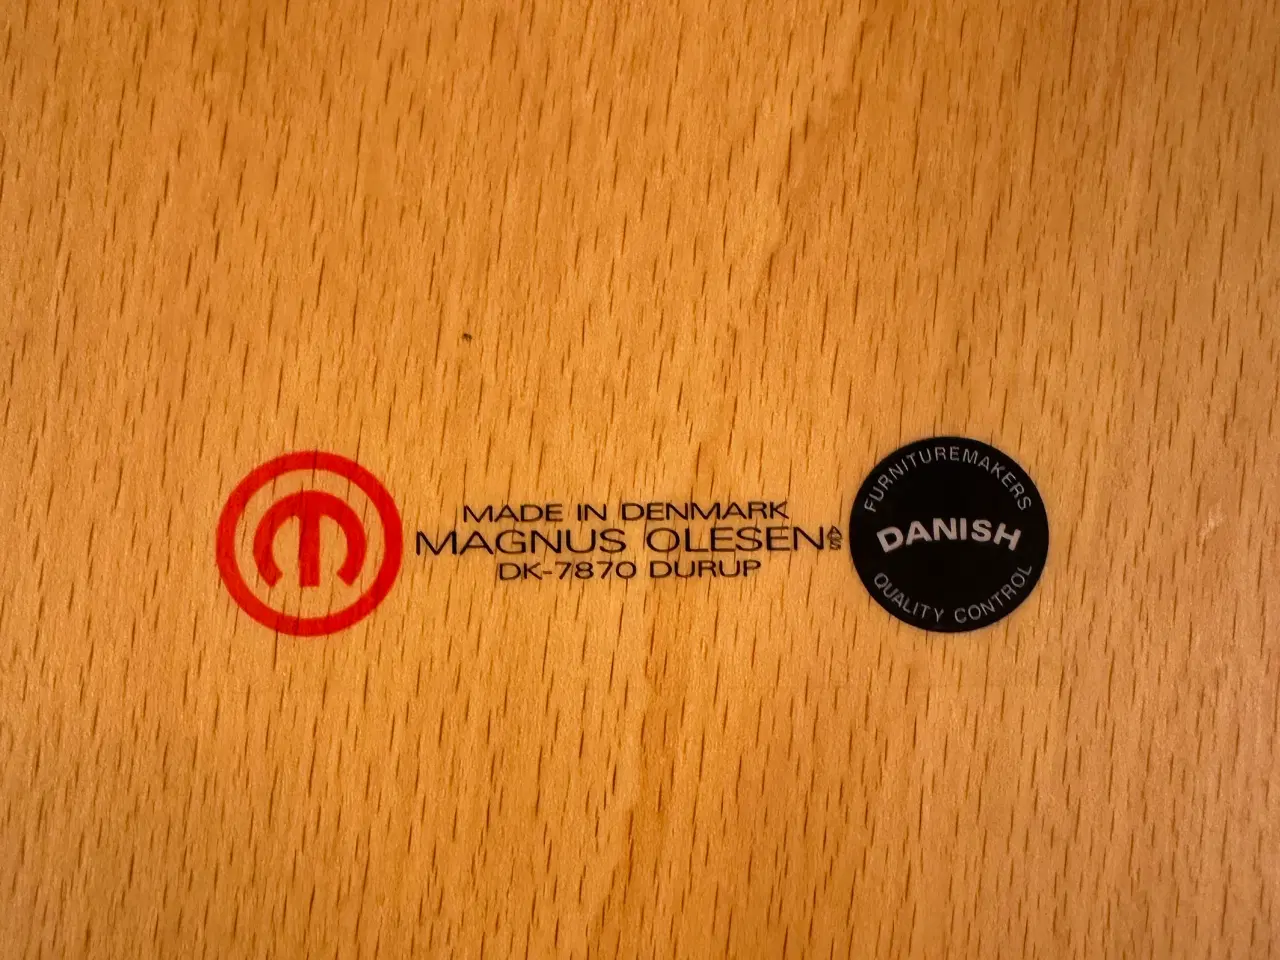 MADE IN DENMARK
MAGNUS OLESEN A/S
DK-7870 DURUP
FURNITUREMAKERS
DANISH
QUALITY CONTROL